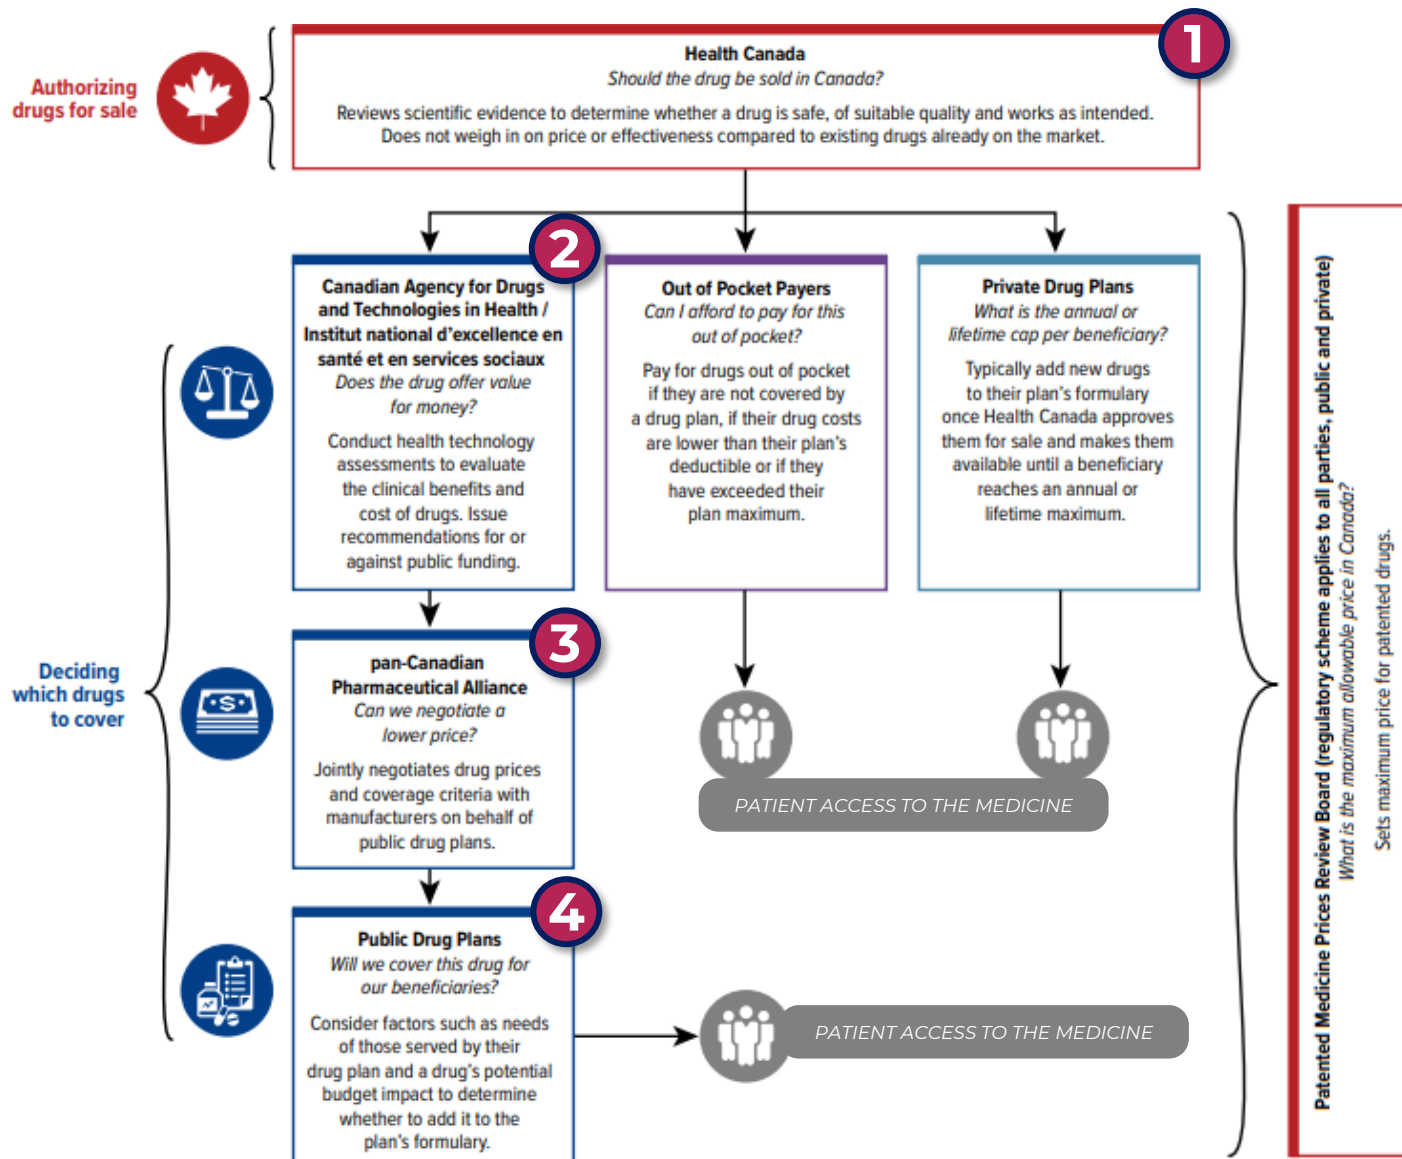 Authorizing
drugs for sale
1
Health Canada
Should the drug be sold in Canada?
Reviews scientific evidence to determine whether a drug is safe, of suitable quality and works as intended.
Does not weigh in on price or effectiveness compared to existing drugs already on the market.
2
Canadian Agency for Drugs
and Technologies in Health /
Institut national d'excellence en
santé et en services sociaux
Does the drug offer value
for money?
Conduct health technology
assessments to evaluate
the clinical benefits and
cost of drugs. Issue
recommendations for or
against public funding.
Out of Pocket Payers
Can I afford to pay for this
out of pocket?
Pay for drugs out of pocket
if they are not covered by
a drug plan, if their drug costs
are lower than their plan's
deductible or if they
have exceeded their
plan maximum.
Private Drug Plans
What is the annual or
lifetime cap per beneficiary?
Typically add new drugs
to their plan's formulary
once Health Canada approves
them for sale and makes them
available until a beneficiary
reaches an annual or
lifetime maximum.
Deciding
which drugs
to cover
$
3
pan-Canadian
Pharmaceutical Alliance
Can we negotiate a
lower price?
Jointly negotiates drug prices
and coverage criteria with
manufacturers on behalf of
public drug plans.
PATIENT ACCESS TO THE MEDICINE
4
Public Drug Plans
Will we cover this drug for
our beneficiaries?
Consider factors such as needs
of those served by their
drug plan and a drug's potential
budget impact to determine
whether to add it to the
plan's formulary.
PATIENT ACCESS TO THE MEDICINE
Patented Medicine Prices Review Board (regulatory scheme applies to all parties, public and private)
What is the maximum allowable price in Canada?
Sets maximum price for patented drugs.